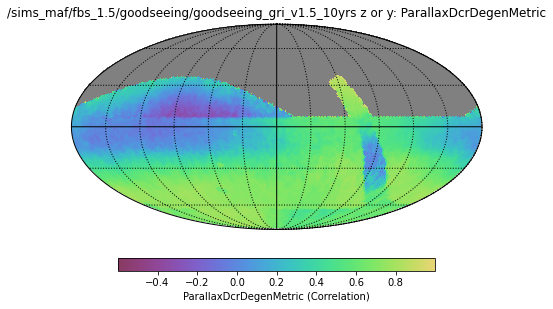 /sims_maf/fbs_1.5/goodseeing/goodseeing_gri_v1.5_10yrs z or y: ParallaxDcrDegenMetric
−0.4 −0.2 0.0 0.2 0.4 0.6 0.8
ParallaxDcrDegenMetric (Correlation)